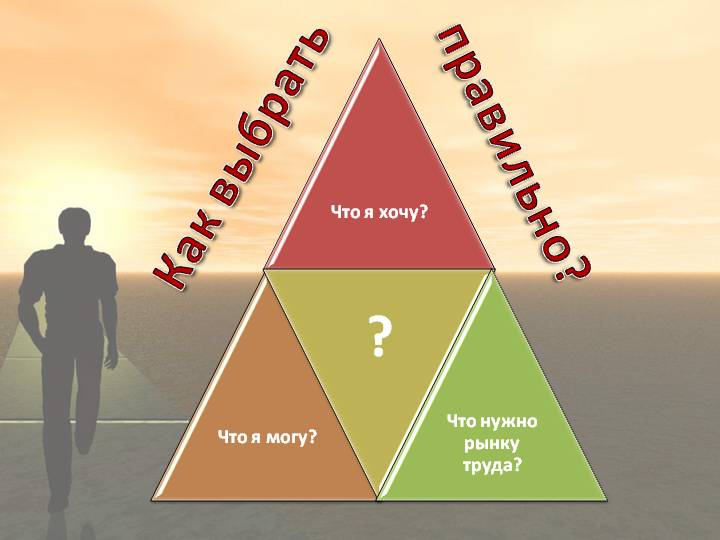 Как выбрать
правильно?
Что я хочу?
?
Что я могу?
Что нужно
рынку
труда?